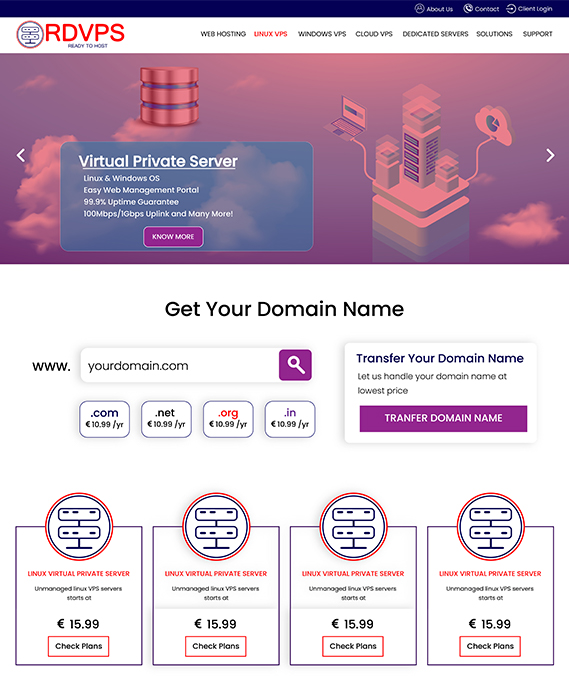 About Us Contact Client Login
RDVPS
READY TO HOST
WEB HOSTING LINUX VPS WINDOWS VPS CLOUD VPS DEDICATED SERVERS SOLUTIONS SUPPORT
Virtual Private Server
Linux & Windows OS
Easy Web Management Portal
99.9% Uptime Guarantee
100Mbps/1Gbps Uplink and Many More!
KNOW MORE
Get Your Domain Name
www. yourdomain.com
.com
€ 10.99 /yr
.net
€ 10.99 /yr
.org
€ 10.99 /yr
.in
€ 10.99 /yr
Transfer Your Domain Name
Let us handle your domain name at
lowest price
TRANFER DOMAIN NAME
LINUX VIRTUAL PRIVATE SERVER
Unmanaged linux VPS servers
starts at
€ 15.99
Check Plans
LINUX VIRTUAL PRIVATE SERVER
Unmanaged linux VPS servers
starts at
€ 15.99
Check Plans
LINUX VIRTUAL PRIVATE SERVER
Unmanaged linux VPS servers
starts at
€ 15.99
Check Plans
LINUX VIRTUAL PRIVATE SERVER
Unmanaged linux VPS servers
starts at
€ 15.99
Check Plans